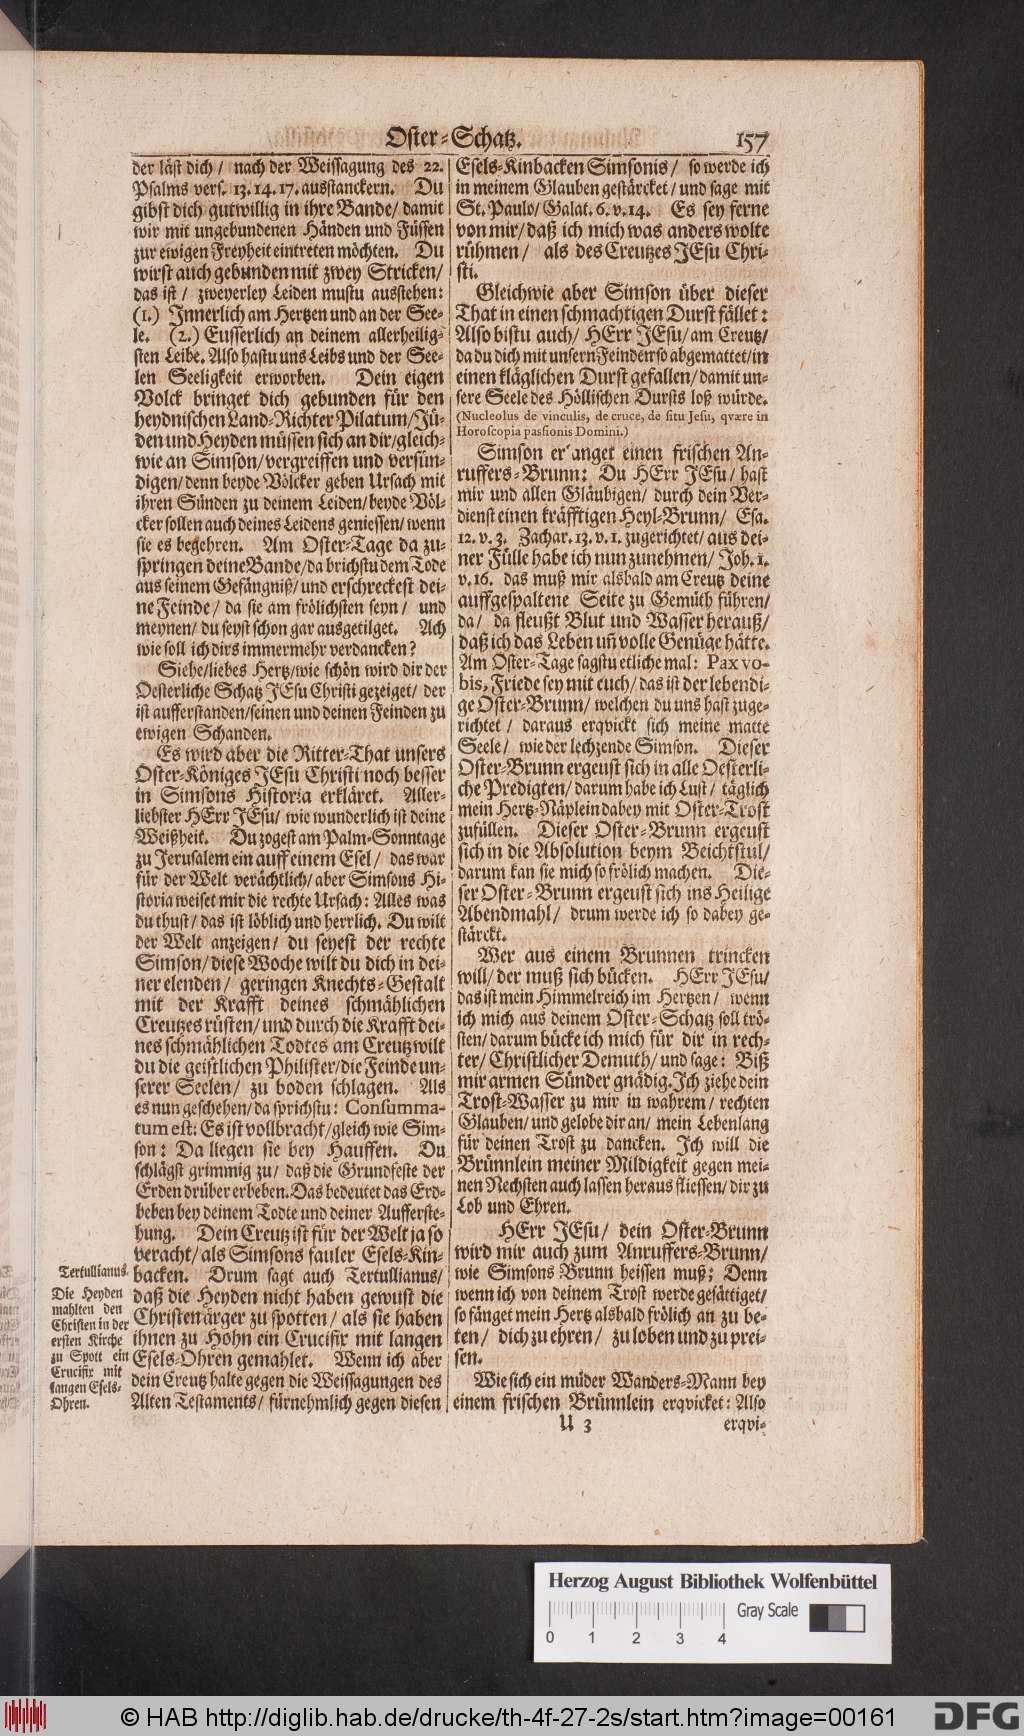 Oster-Schatz. 157
der läst dich / nach der Weissagung des 22.
Psalms vers. 13. 14. 17. ausstanckern. Du
gibst dich gutwillig in ihre Bande/ damit
wir mit ungebundenen Händen und Füssen
zur ewigen Freyheit eintreten möchten. Du
wirst auch gebunden mit zwey Stricken/
das ist / zweyerley Leiden mustu ausstehen:
(1.) Innerlich am Hertzen und an der See-
le. (2.) Eusserlich an deinem allerheilig-
sten Leibe. Also hastu uns Leibs und der See-
len Seeligkeit erworben. Dein eigen
Volck bringet dich gebunden für den
heydnischen Land-Richter Pilatum/Jü-
den und Heyden müssen sich an dir/gleich-
wie an Simson/vergreiffen und versün-
digen/denn beyde Völcker geben Ursach mit
ihren Sünden zu deinem Leiden/beyde Völ-
cker sollen auch deines Leidens geniessen/wenn
sie es begehren. Am Oster-Tage da zu-
springen deine Bande/da brichstu dem Tode
aus seinem Gefängniß/und erschreckest dei-
ne Feinde/ da sie am frölichsten seyn / und
meynen/ du seyst schon gar ausgetilget. Ach
wie soll ich dirs immermehr verdancken?
Siehe/liebes Hertz/wie schön wird dir der
Oesterliche Schatz JEsu Christi gezeiget/ der
ist aufferstanden/seinen und deinen Feinden zu
ewigen Schanden.
Es wird aber die Ritter-That unsers
Oster-Königes JEsu Christi noch besser
in Simsons Historia erkläret. Aller-
liebster HErr JEsu/ wie wunderlich ist deine
Weißheit. Du zogest am Palm-Sonntage
zu Jerusalem ein auff einem Esel / das war
für der Welt verächtlich/aber Simsons Hi-
storia weiset mir die rechte Ursach: Alles was
du thust/ das ist löblich und herrlich. Du wilt
der Welt anzeigen/ du seyest der rechte
Simson/diese Woche wilt du dich in dei-
ner elenden/ geringen Knechts-Gestalt
mit der Krafft deines schmählichen
Creutzes rüsten/und durch die Krafft dei-
nes schmählichen Todtes am Creutz wilt
du die geistlichen Philister/die Feinde un-
serer Seelen/ zu boden schlagen. Als
es nun geschehen/da sprichstu: Consumma-
tum est: Es ist vollbracht/gleich wie Sim-
son: Da liegen sie bey Hauffen. Du
schlägst grimmig zu/ daß die Grundfeste der
Erden drüber erbeben. Das bedeutet das Erd-
beben bey deinem Todte und deiner Aufferste-
hung. Dein Creutz ist für der Welt ja so
veracht/als Simsons fauler Esels-Kin-
backen. Drum sagt auch Tertullianus/
daß die Heyden nicht haben gewust die
Christen ärger zu spotten/ als sie haben
ihnen zu Hohn ein Crucifix mit langen
Esels-Ohren gemahlet. Wenn ich aber
dein Creutz halte gegen die Weissagungen des
Alten Testaments/ fürnehmlich gegen diesen
Tertullianus.
Die Heyden
mahlten den
Christen in der
ersten Kirche
zu Spott ein
Crucifix mit
langen Esels-
Ohren.
Esels-Kinbacken Simsonis/ so werde ich
in meinem Glauben gestärcket/und sage mit
St. Paulo/Galat. 6. v. 14. Es sey ferne
von mir/ daß ich mich was anders wolte
rühmen/ als des Creutzes JEsu Chri-
sti.
Gleichwie aber Simson über dieser
That in einen schmachtigen Durst fället:
Also bistu auch/ HErr JEsu/am Creutz/
da du dich mit unsern Feinden so abgemattet/in
einen kläglichen Durst gefallen/damit un-
sere Seele des Höllischen Dursts loß würde.
(Nucleolus de vinculis, de cruce, de situ Jesu, qvære in
Horoscopia passionis Domini.)
Simson er anget einen frischen An-
ruffers-Brunn: Du HErr JEsu/ hast
mir und allen Gläubigen/ durch dein Ver-
dienst einen kräfftigen Heyl-Brunn/ Esa.
12. v. 3. Zachar. 13. v. 1. zugerichtet/aus dei-
ner Fülle habe ich nun zunehmen/ Joh. 1.
v. 16. das muß mir alsbald am Creutz deine
auffgespaltene Seite zu Gemüth führen/
da/ da fleußt Blut und Wasser herauß/
daß ich das Leben uñ volle Genüge hätte.
Am Oster-Tage sagstu etliche mal: Pax vo-
bis, Friede sey mit euch/das ist der lebendi-
ge Oster-Brunn/welchen du uns hast zuge-
richtet / daraus erqvickt sich meine matte
Seele/ wie der lechzende Simson. Dieser
Oster-Brunn ergeust sich in alle Oesterli-
che Predigten/darum habe ich Lust/ täglich
mein Hertz-Näplein dabey mit Oster-Trost
zufüllen. Dieser Oster-Brunn ergeust
sich in die Absolution beym Beichtstul/
darum kan sie mich so frölich machen. Die-
ser Oster-Brunn ergeust sich ins Heilige
Abendmahl/ drum werde ich so dabey ge-
stärckt.
Wer aus einem Brunnen trincken
will/der muß sich bücken. HErr JEsu/
das ist mein Himmelreich im Hertzen/ wenn
ich mich aus deinem Oster-Schatz soll trö-
sten/darum bücke ich mich für dir in rech-
ter/ Christlicher Demuth/und sage: Biß
mir armen Sünder gnädig. Ich ziehe dein
Trost-Wasser zu mir in wahrem/ rechten
Glauben/und gelobe dir an/ mein Lebenlang
für deinen Trost zu dancken. Ich will die
Brünnlein meiner Mildigkeit gegen mei-
nen Nechsten auch lassen heraus fliessen/dir zu
Lob und Ehren.
HErr JEsu/ dein Oster-Brunn
wird mir auch zum Anruffers-Brunn/
wie Simsons Brunn heissen muß; Denn
wenn ich von deinem Trost werde gesättiget/
so fänget mein Hertz alsbald frölich an zu be-
ten/ dich zu ehren/ zu loben und zu prei-
sen.
Wie sich ein müder Wanders-Mann bey
einem frischen Brünnlein erqvicket: Also
U 3 erqvi-
Herzog August Bibliothek Wolfenbüttel
Gray Scale
0 1 2 3 4
© HAB http://diglib.hab.de/drucke/th-4f-27-2s/start.htm?image=00161
DFG